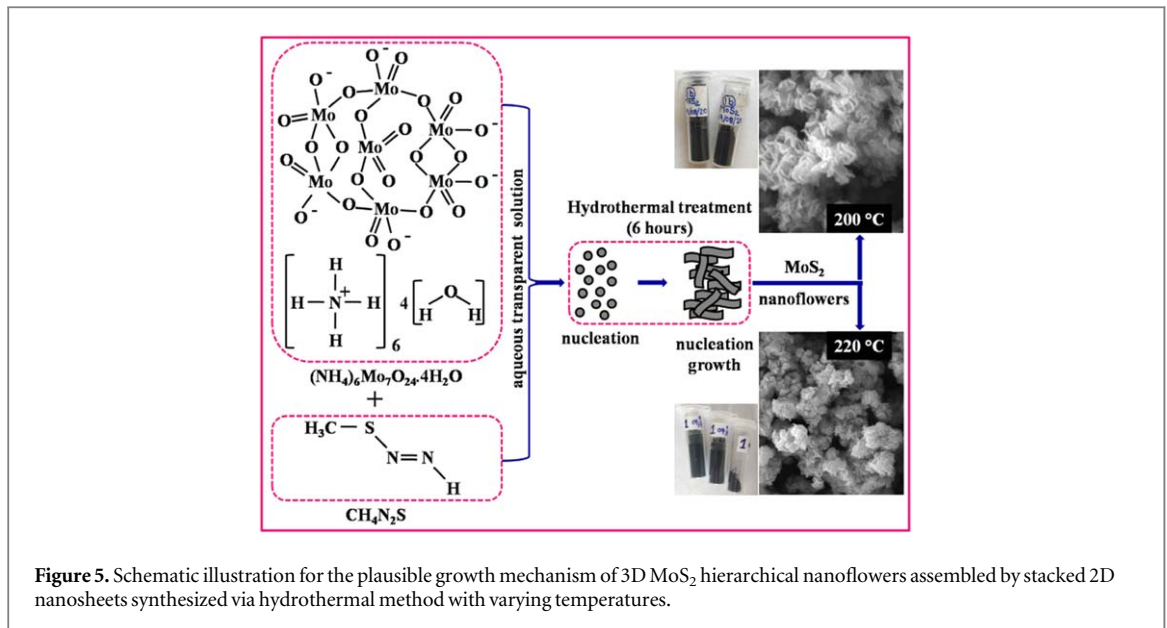 O⁻ O
O⁻ Mo O
O Mo O O⁻
O=Mo O Mo—O⁻
O O Mo O O O
O Mo O O Mo—O⁻
O⁻ O Mo O O
O O⁻
H
H—N⁺—H
H
H
6
4
O
H H
(NH₄)₆Mo₇O₂₄.4H₂O
+
H₃C — S
N=N
H
CH₄N₂S
aqueous transparent solution
Hydrothermal treatment
(6 hours)
nucleation
nucleation
growth
MoS₂
nanoflowers
200 °C
220 °C
Figure 5. Schematic illustration for the plausible growth mechanism of 3D MoS₂ hierarchical nanoflowers assembled by stacked 2D
nanosheets synthesized via hydrothermal method with varying temperatures.